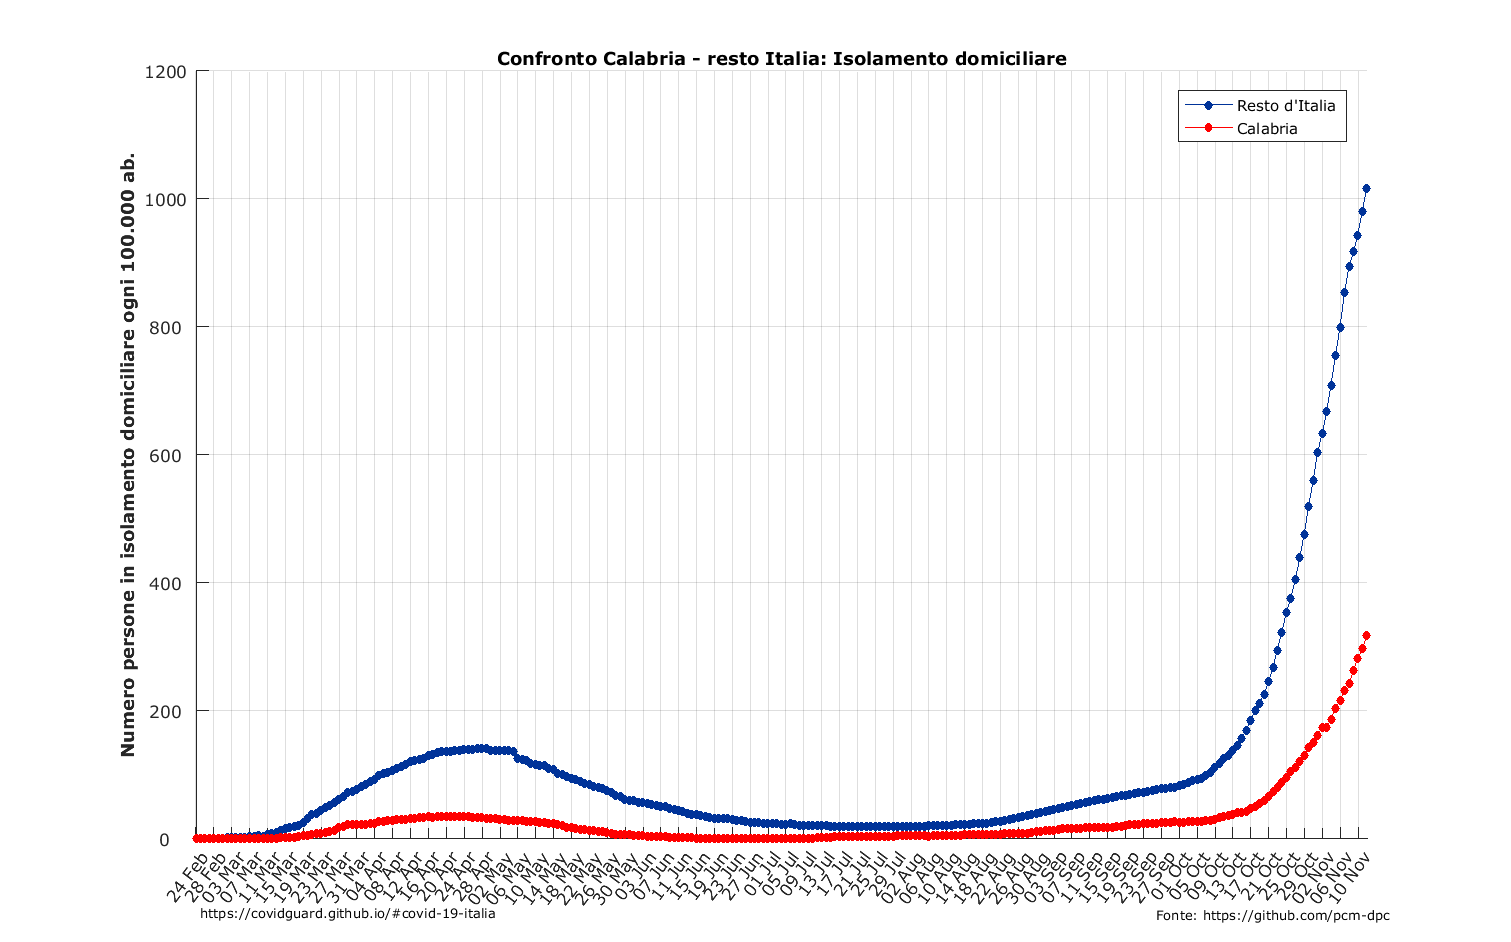 Confronto Calabria - resto Italia: Isolamento domiciliare
Numero persone in isolamento domiciliare ogni 100.000 ab.
1200
1000
800
600
400
200
0
Resto d'Italia
Calabria
24 Feb
28 Feb
03 Mar
07 Mar
11 Mar
15 Mar
19 Mar
23 Mar
27 Mar
31 Mar
04 Apr
08 Apr
12 Apr
16 Apr
20 Apr
24 Apr
28 Apr
02 May
06 May
10 May
14 May
18 May
22 May
26 May
30 May
03 Jun
07 Jun
11 Jun
15 Jun
19 Jun
23 Jun
27 Jun
01 Jul
05 Jul
09 Jul
13 Jul
17 Jul
21 Jul
25 Jul
29 Jul
02 Aug
06 Aug
10 Aug
14 Aug
18 Aug
22 Aug
26 Aug
30 Aug
03 Sep
07 Sep
11 Sep
15 Sep
19 Sep
23 Sep
27 Sep
01 Oct
05 Oct
09 Oct
13 Oct
17 Oct
21 Oct
25 Oct
29 Oct
02 Nov
06 Nov
10 Nov
https://covidguard.github.io/#covid-19-italia
Fonte: https://github.com/pcm-dpc